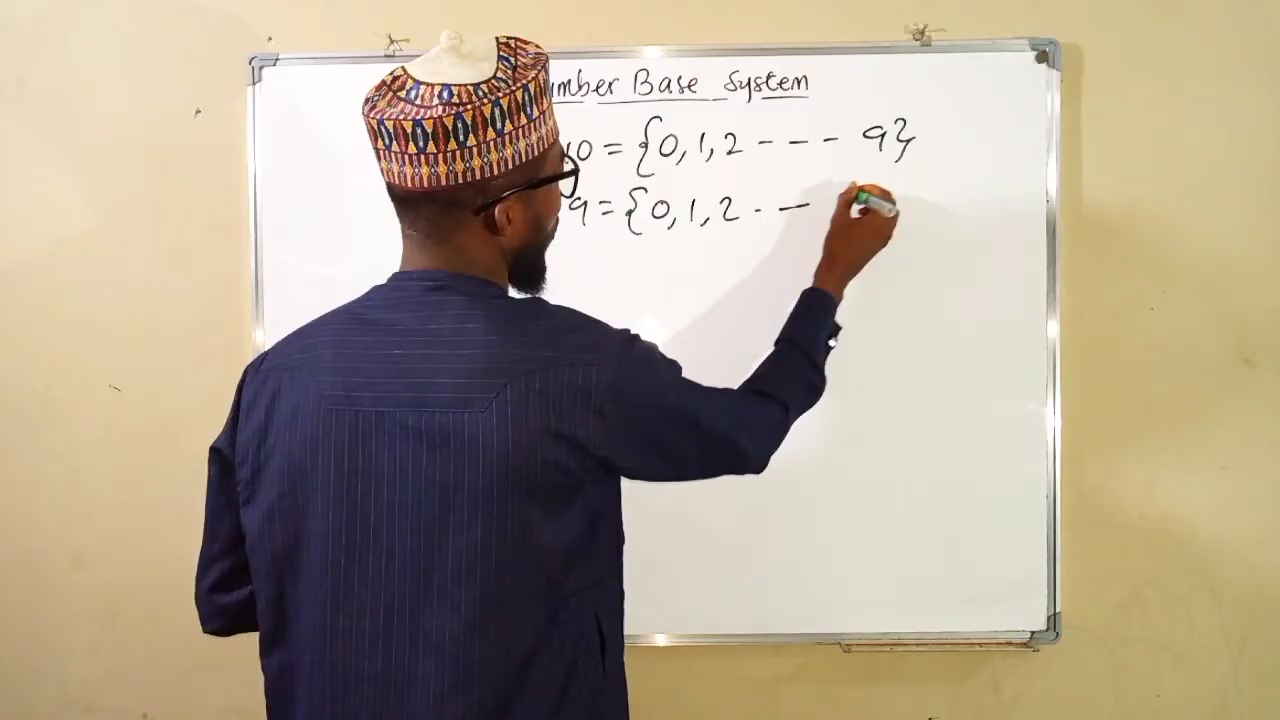 umber Base System
10 = {0, 1, 2 - - - 9}
9 = {0, 1, 2 - -